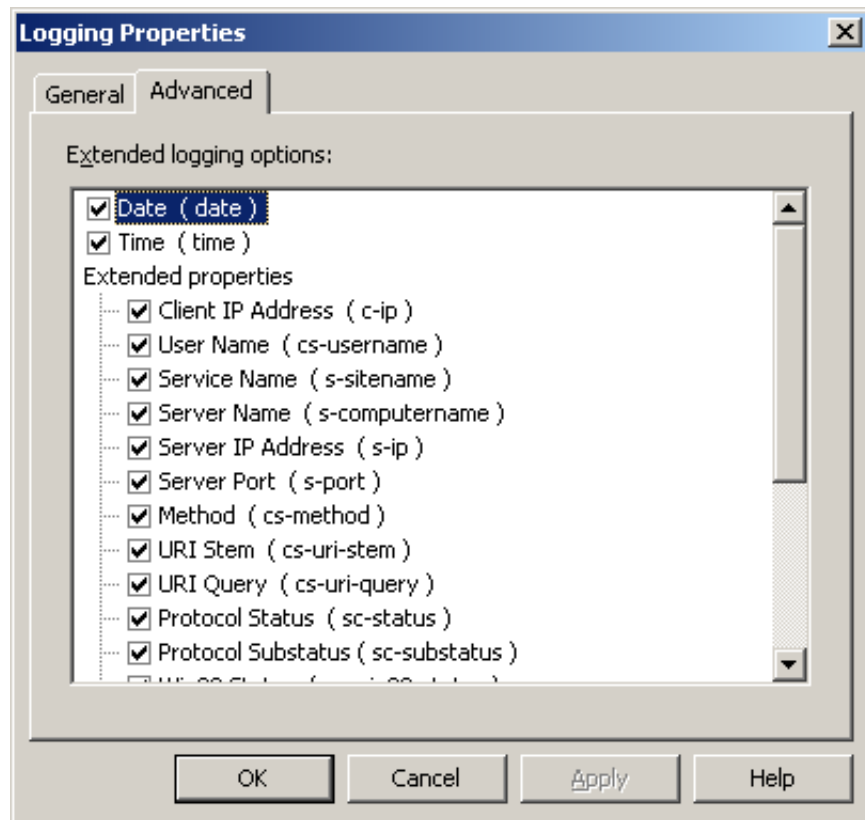 Logging Properties
General Advanced
Extended logging options:
Date ( date )
Time ( time )
Extended properties
Client IP Address ( c-ip )
User Name ( cs-username )
Service Name ( s-sitename )
Server Name ( s-computername )
Server IP Address ( s-ip )
Server Port ( s-port )
Method ( cs-method )
URI Stem ( cs-uri-stem )
URI Query ( cs-uri-query )
Protocol Status ( sc-status )
Protocol Substatus ( sc-substatus )
OK Cancel Apply Help